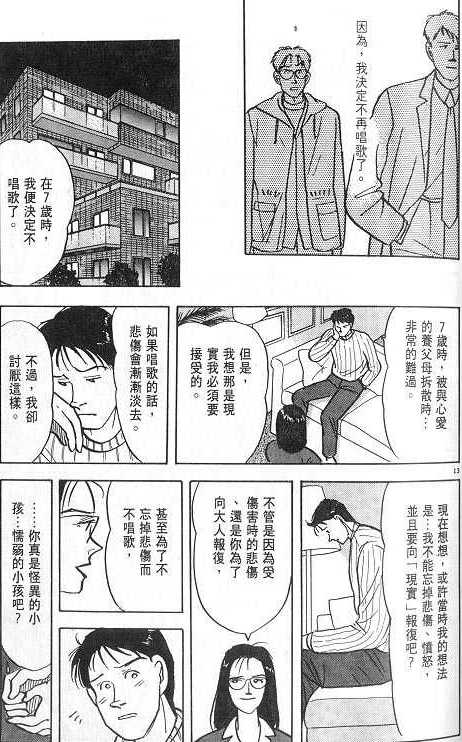 因為，我決定不再唱歌了。
在7歲時，
我便決定不
唱歌了。
7歲時，被與心愛
的養父母拆散時…
非常的難過。
但是，
我想那是現
實我必須要
接受的。
如果唱歌的話，
悲傷會漸漸淡去。
不過，我卻
討厭這樣。
13
現在想想，或許當時我的想法
是…我不能忘掉悲傷、憤怒，
並且要向「現實」報復吧？
不管是因為受
傷害時的悲傷
、還是你為了
向大人報復，
甚至為了不
忘掉悲傷而
不唱歌，
……你真是怪異的小
孩…懦弱的小孩吧？